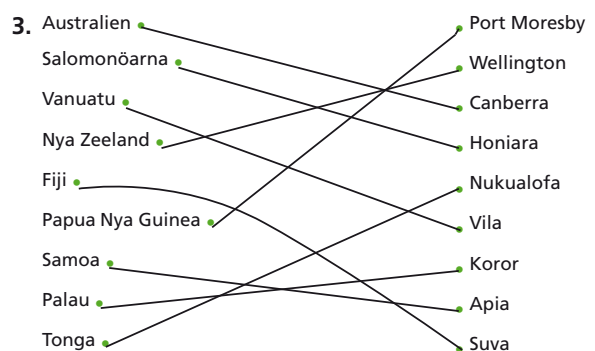 3. Australien
Salomonöarna
Vanuatu
Nya Zeeland
Fiji
Papua Nya Guinea
Samoa
Palau
Tonga
Port Moresby
Wellington
Canberra
Honiara
Nukualofa
Vila
Koror
Apia
Suva